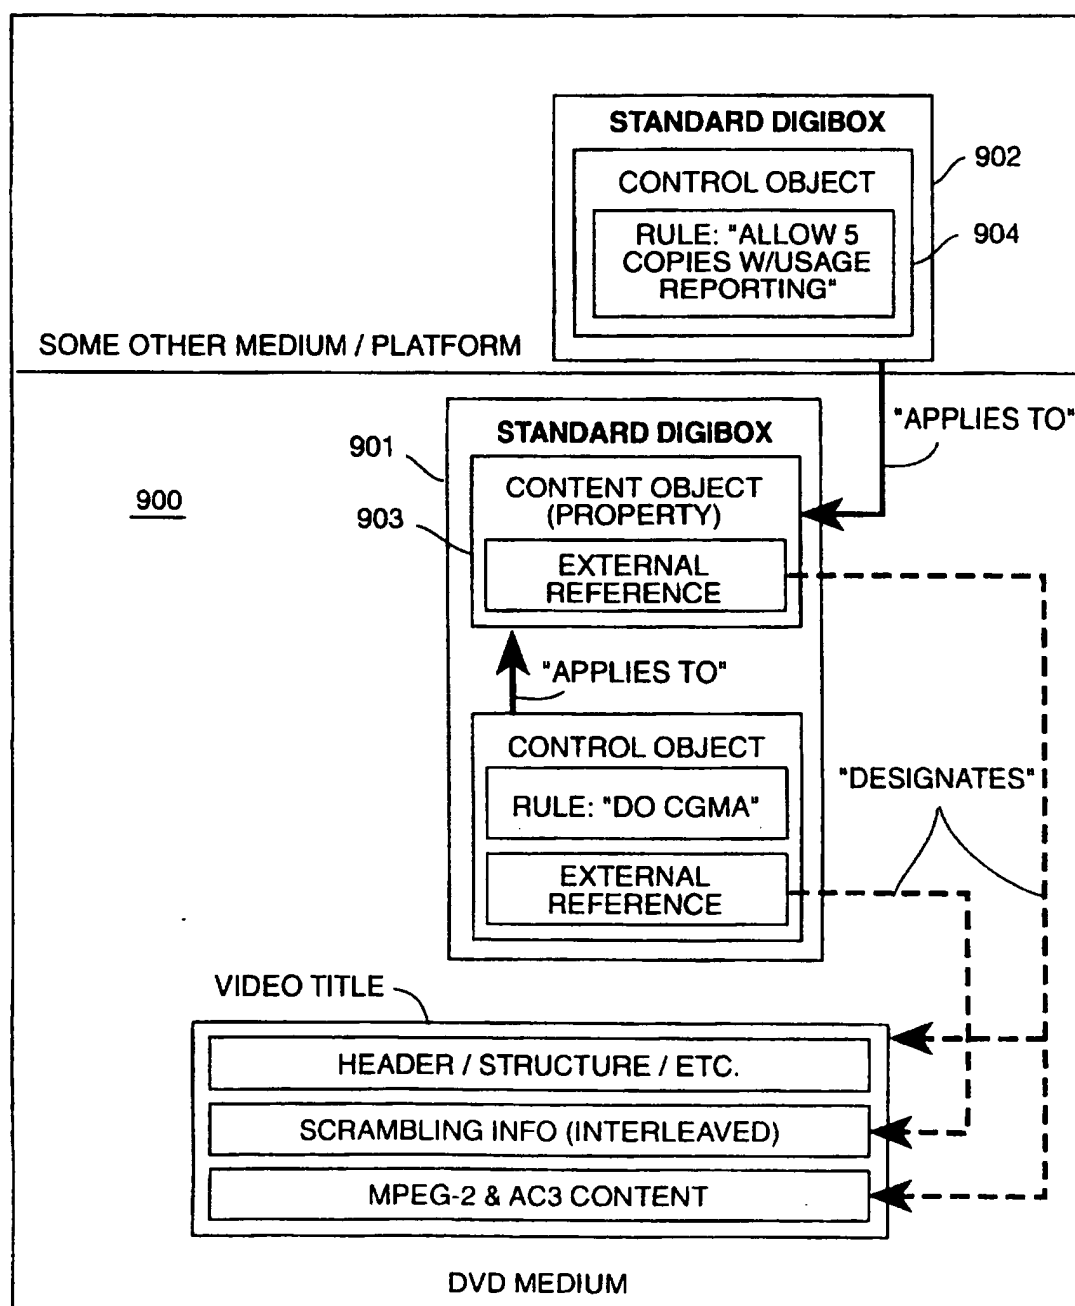 STANDARD DIGIBOX
902
CONTROL OBJECT
RULE: "ALLOW 5
COPIES W/USAGE
REPORTING"
904
SOME OTHER MEDIUM / PLATFORM
"APPLIES TO"
STANDARD DIGIBOX
901
CONTENT OBJECT
(PROPERTY)
900
903
EXTERNAL
REFERENCE
"APPLIES TO"
CONTROL OBJECT
"DESIGNATES"
RULE: "DO CGMA"
EXTERNAL
REFERENCE
VIDEO TITLE
HEADER / STRUCTURE / ETC.
SCRAMBLING INFO (INTERLEAVED)
MPEG-2 & AC3 CONTENT
DVD MEDIUM